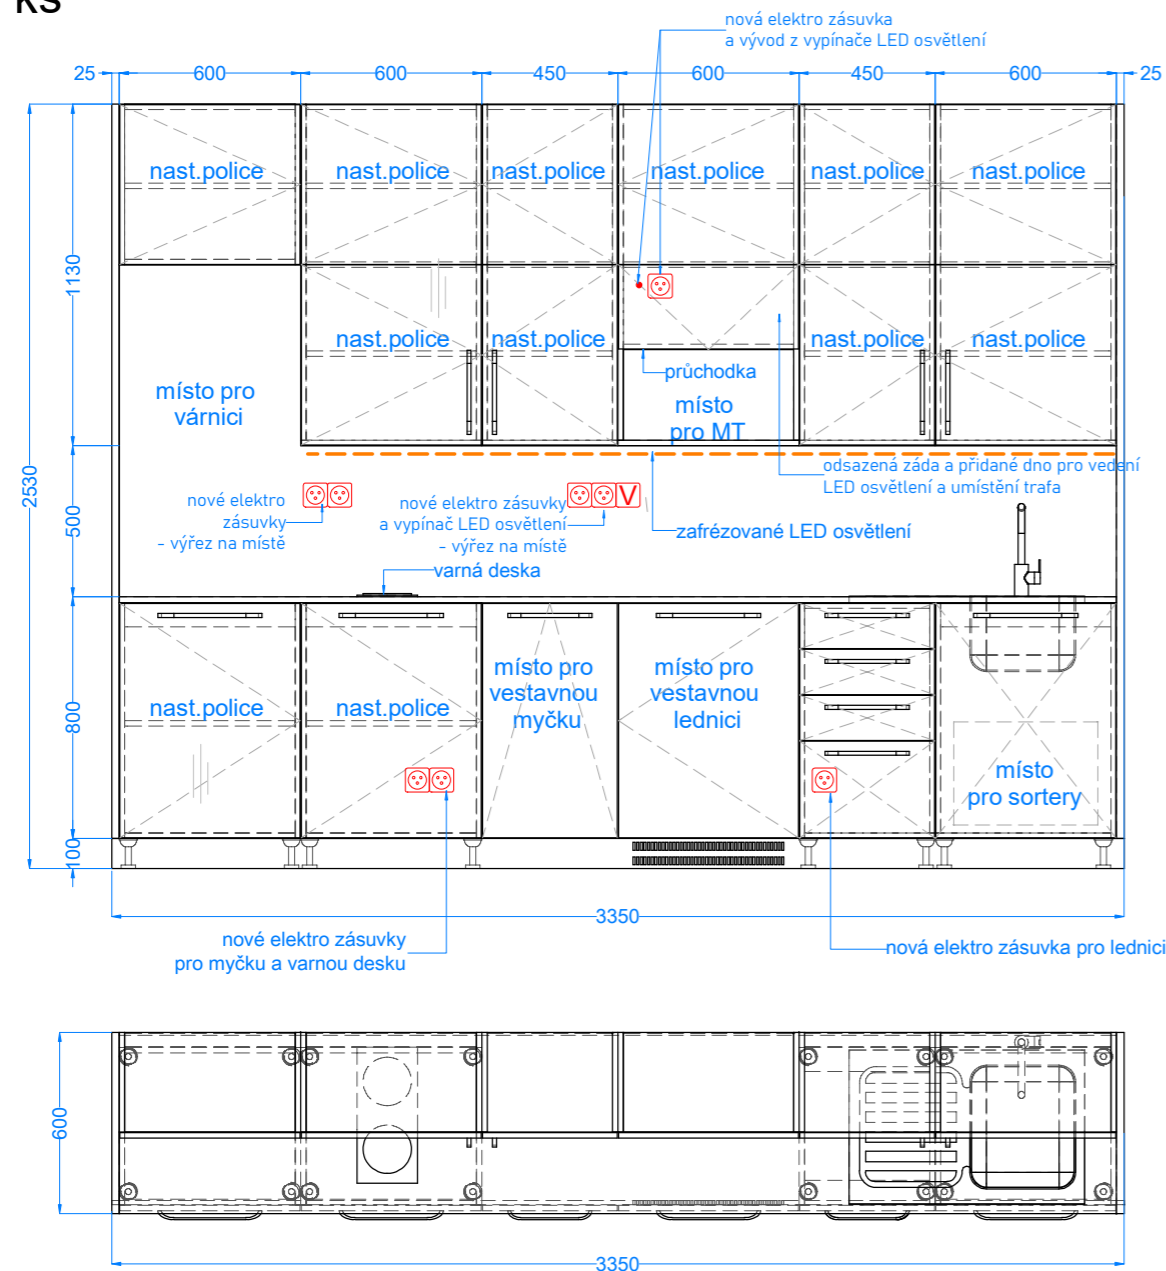 KS
nová elektro zásuvka
a vývod z vypínače LED osvětlení
25 600 600 450 600 450 600 25
nast.police nast.police nast.police nast.police nast.police nast.police
1130
nast.police nast.police nast.police nast.police
průchodka
místo pro
várnici
místo
pro MT
odsazená záda a přidané dno pro vedení
LED osvětlení a umístění trafa
2530
500
nové elektro
zásuvky
- výřez na místě
nové elektro zásuvky
a vypínač LED osvětlení
- výřez na místě
V
zafrézované LED osvětlení
varná deska
800
nast.police nast.police
místo pro
vestavnou
myčku
místo pro
vestavnou
lednici
místo
pro sortery
100
3350
nové elektro zásuvky
pro myčku a varnou desku
nová elektro zásuvka pro lednici
600
3350